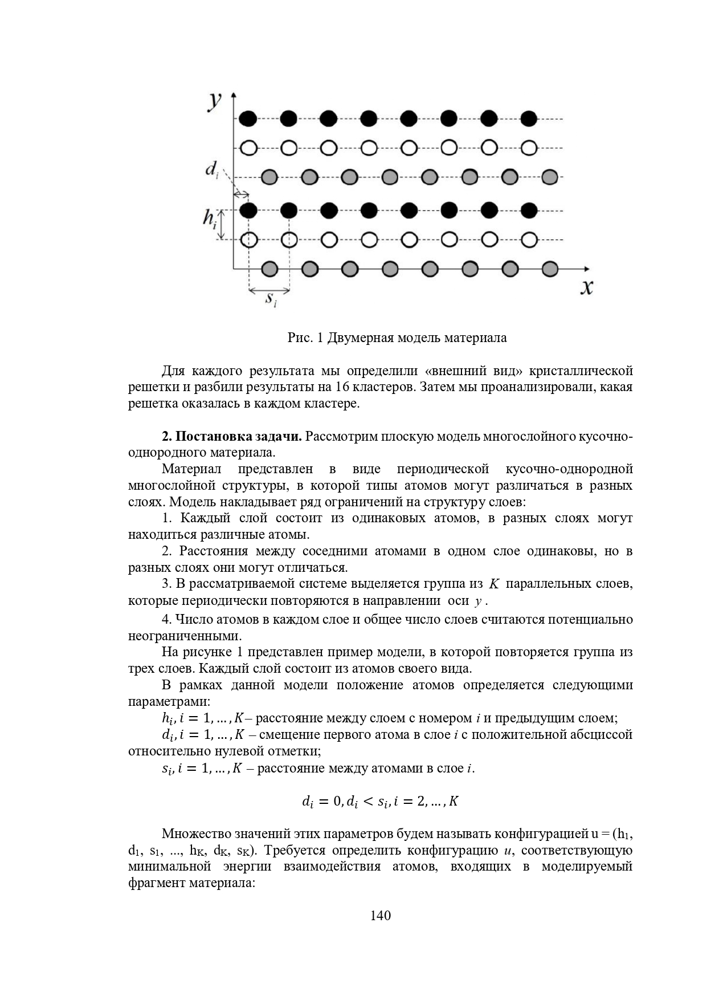 y
d_i
h_i
s_i
x
Рис. 1 Двумерная модель материала
Для каждого результата мы определили «внешний вид» кристаллической
решетки и разбили результаты на 16 кластеров. Затем мы проанализировали, какая
решетка оказалась в каждом кластере.
2. Постановка задачи. Рассмотрим плоскую модель многослойного кусочно-
однородного материала.
Материал представлен в виде периодической кусочно-однородной
многослойной структуры, в которой типы атомов могут различаться в разных
слоях. Модель накладывает ряд ограничений на структуру слоев:
1. Каждый слой состоит из одинаковых атомов, в разных слоях могут
находиться различные атомы.
2. Расстояния между соседними атомами в одном слое одинаковы, но в
разных слоях они могут отличаться.
3. В рассматриваемой системе выделяется группа из K параллельных слоев,
которые периодически повторяются в направлении оси y .
4. Число атомов в каждом слое и общее число слоев считаются потенциально
неограниченными.
На рисунке 1 представлен пример модели, в которой повторяется группа из
трех слоев. Каждый слой состоит из атомов своего вида.
В рамках данной модели положение атомов определяется следующими
параметрами:
h_i, i = 1, … , K – расстояние между слоем с номером i и предыдущим слоем;
d_i, i = 1, … , K – смещение первого атома в слое i с положительной абсциссой
относительно нулевой отметки;
s_i, i = 1, … , K – расстояние между атомами в слое i.
d_i = 0, d_i < s_i, i = 2, … , K
Множество значений этих параметров будем называть конфигурацией u = (h₁,
d₁, s₁, ..., h_K, d_K, s_K). Требуется определить конфигурацию u, соответствующую
минимальной энергии взаимодействия атомов, входящих в моделируемый
фрагмент материала:
140